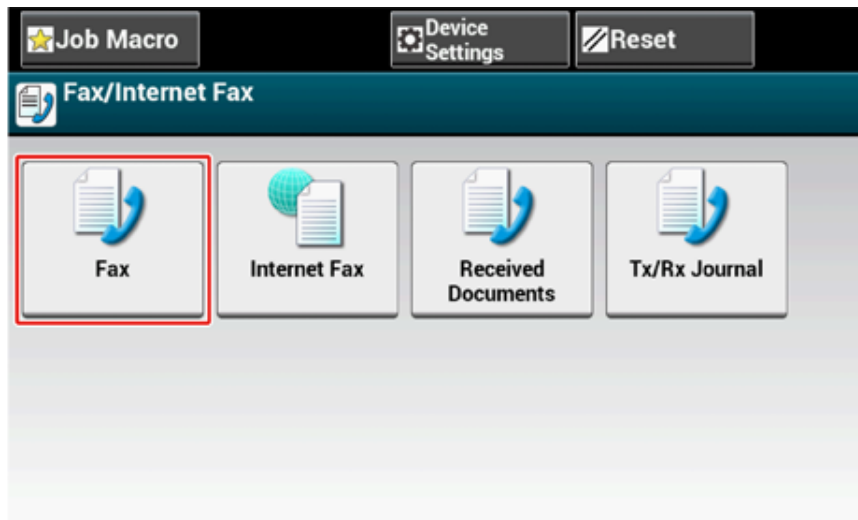 Job Macro
Device
Settings
Reset
Fax/Internet Fax
Fax
Internet Fax
Received
Documents
Tx/Rx Journal